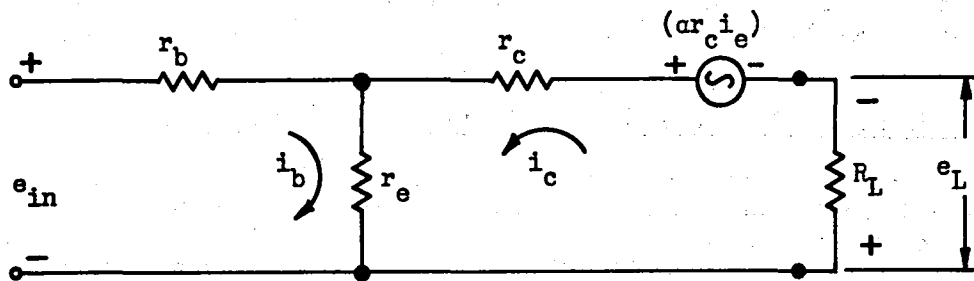 (αr_c i_e)
r_b
r_c
+
+ -
-
i_b
r_e
i_c
R_L
e_L
e_in
-
+